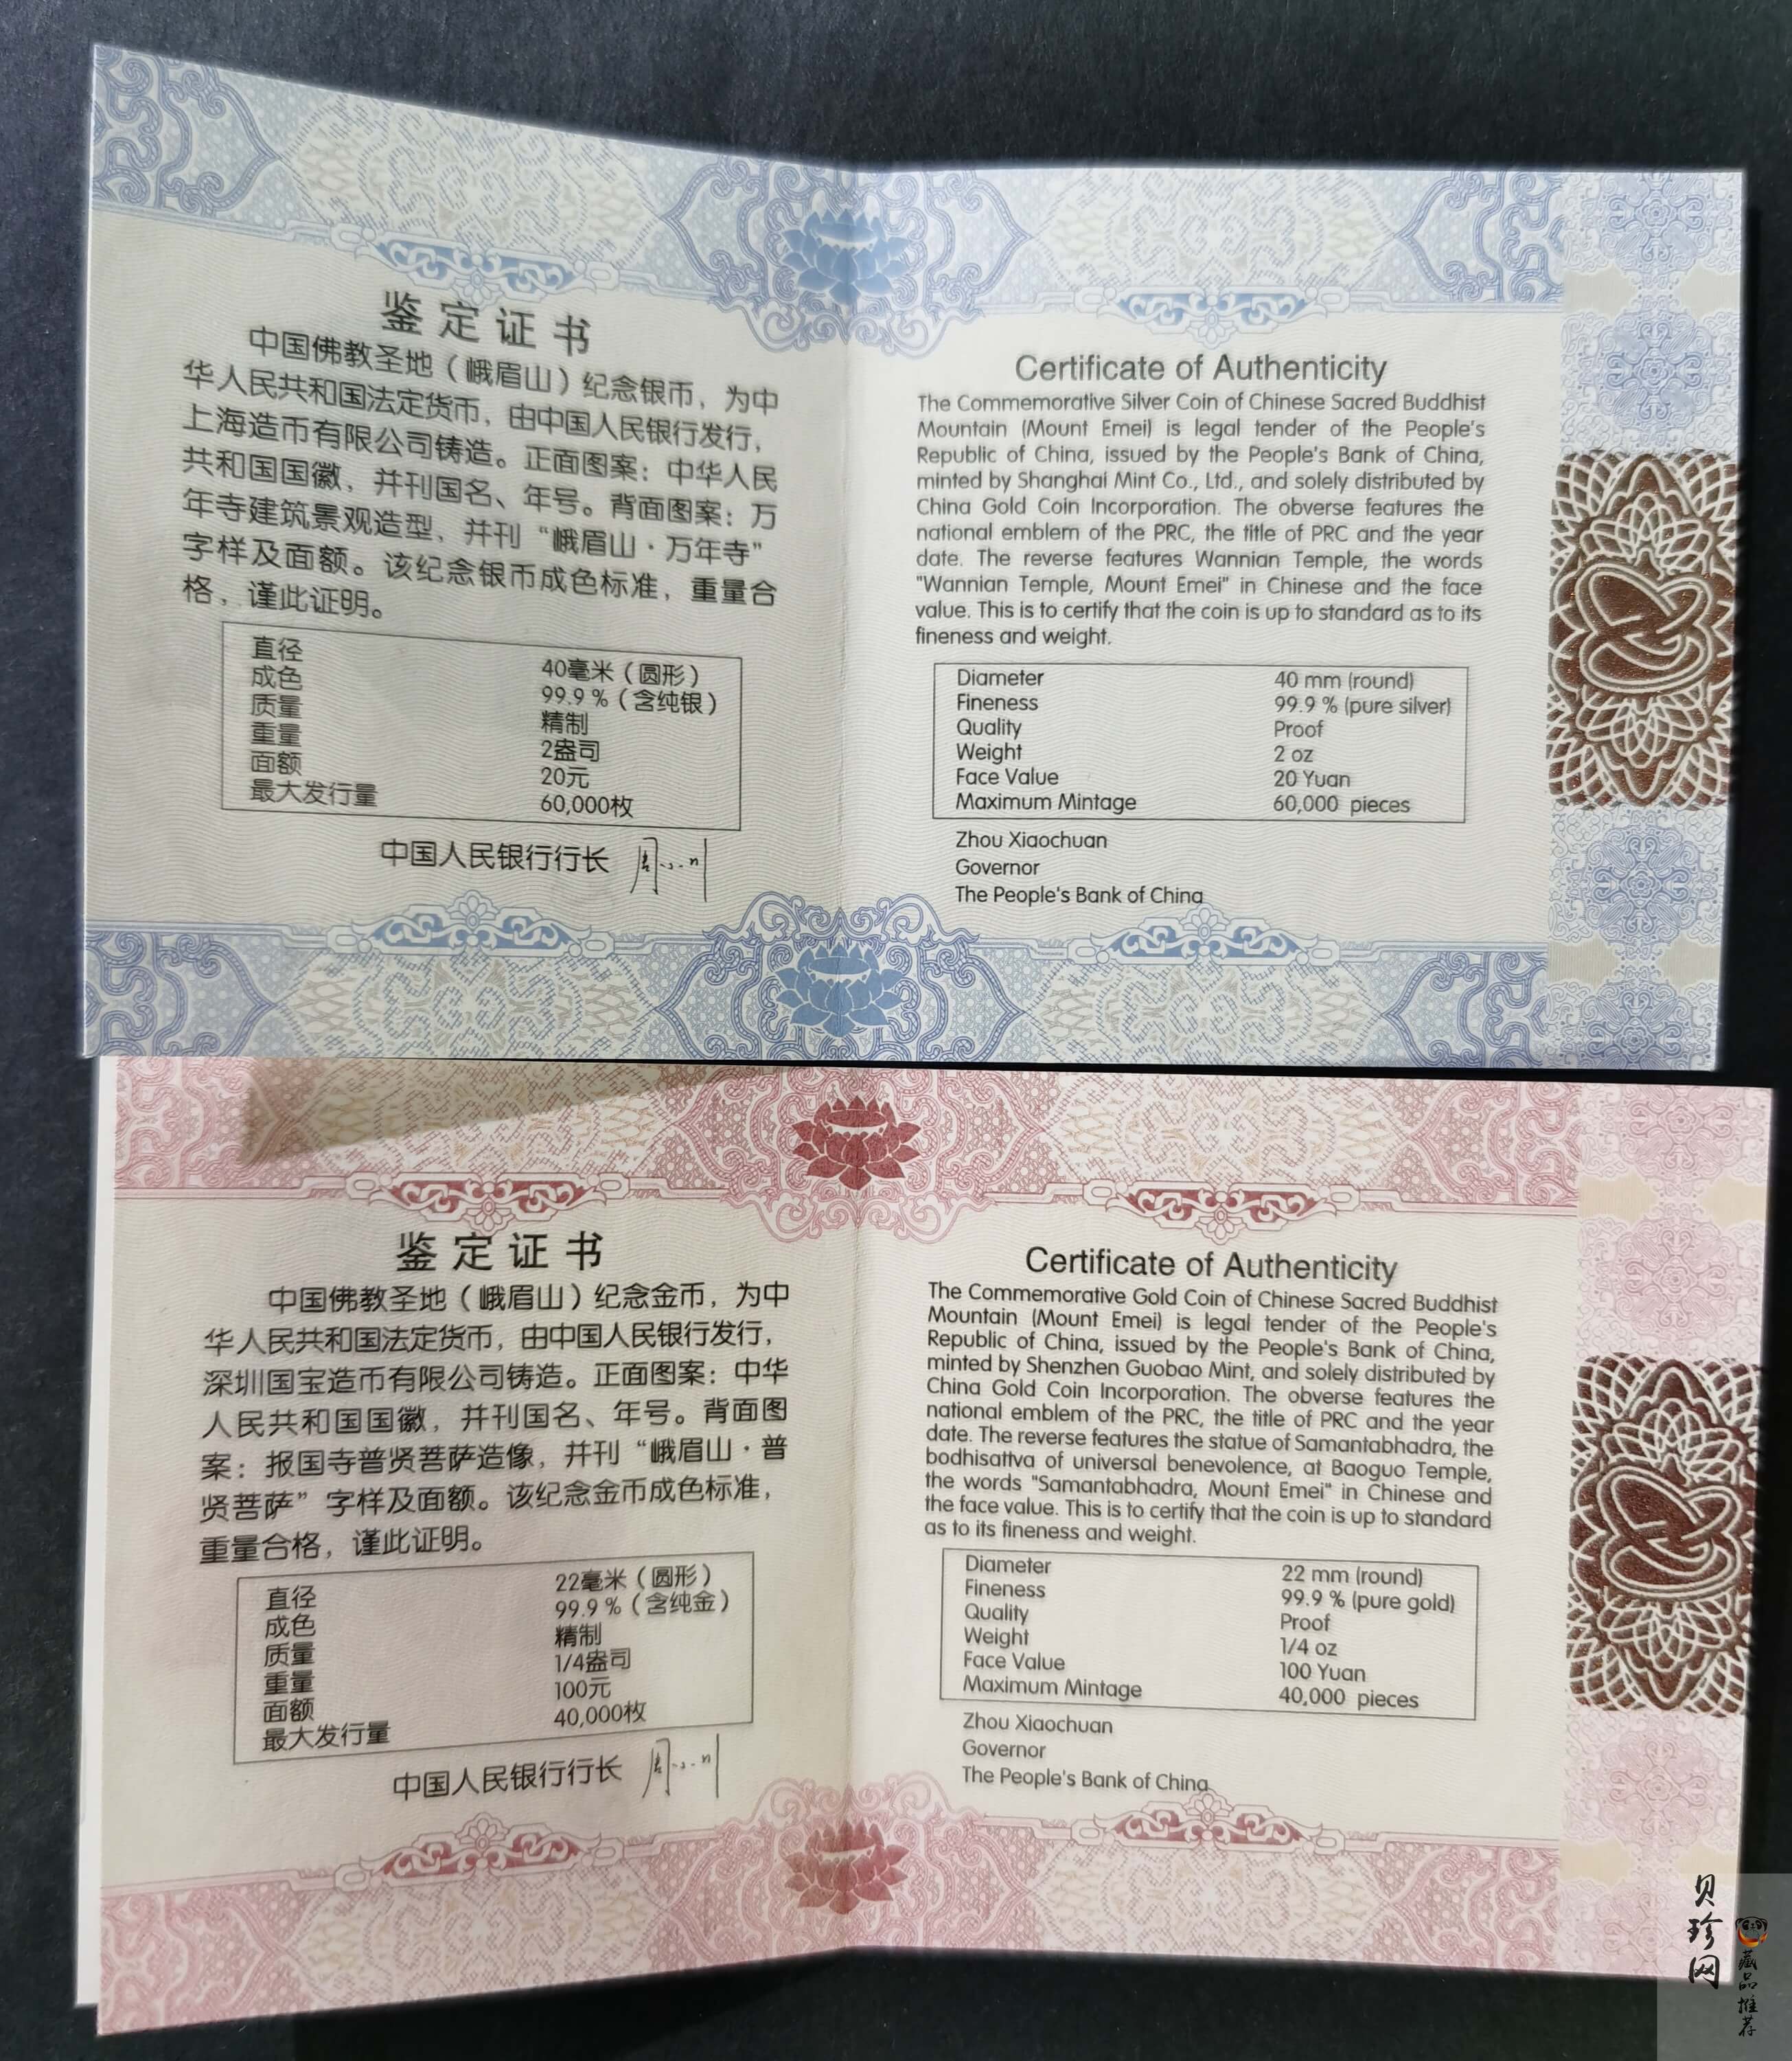 鉴定证书
中国佛教圣地（峨眉山）纪念银币，为中
华人民共和国法定货币，由中国人民银行发行，
上海造币有限公司铸造。正面图案：中华人民
共和国国徽，并刊国名、年号。背面图案：万
年寺建筑景观造型，并刊“峨眉山·万年寺”
字样及面额。该纪念银币成色标准，重量合
格，谨此证明。
直径 40毫米（圆形）
成色 99.9％（含纯银）
质量 精制
重量 2盎司
面额 20元
最大发行量 60,000枚
中国人民银行行长 周小川
Certificate of Authenticity
The Commemorative Silver Coin of Chinese Sacred Buddhist
Mountain (Mount Emei) is legal tender of the People's
Republic of China, issued by the People's Bank of China,
minted by Shanghai Mint Co., Ltd., and solely distributed by
China Gold Coin Incorporation. The obverse features the
national emblem of the PRC, the title of PRC and the year
date. The reverse features Wannian Temple, the words
"Wannian Temple, Mount Emei" in Chinese and the face
value. This is to certify that the coin is up to standard as to its
fineness and weight.
Diameter 40 mm (round)
Fineness 99.9 % (pure silver)
Quality Proof
Weight 2 oz
Face Value 20 Yuan
Maximum Mintage 60,000 pieces
Zhou Xiaochuan
Governor
The People's Bank of China
鉴定证书
中国佛教圣地（峨眉山）纪念金币，为中
华人民共和国法定货币，由中国人民银行发行，
深圳国宝造币有限公司铸造。正面图案：中华
人民共和国国徽，并刊国名、年号。背面图
案：报国寺普贤菩萨造像，并刊“峨眉山·普
贤菩萨”字样及面额。该纪念金币成色标准，
重量合格，谨此证明。
直径 22毫米（圆形）
成色 99.9％（含纯金）
质量 精制
重量 1/4盎司
面额 100元
最大发行量 40,000枚
中国人民银行行长 周小川
Certificate of Authenticity
The Commemorative Gold Coin of Chinese Sacred Buddhist
Mountain (Mount Emei) is legal tender of the People's
Republic of China, issued by the People's Bank of China,
minted by Shenzhen Guobao Mint, and solely distributed by
China Gold Coin Incorporation. The obverse features the
national emblem of the PRC, the title of PRC and the year
date. The reverse features the statue of Samantabhadra, the
bodhisattva of universal benevolence, at Baoguo Temple,
the words "Samantabhadra, Mount Emei" in Chinese and
the face value. This is to certify that the coin is up to standard
as to its fineness and weight.
Diameter 22 mm (round)
Fineness 99.9 % (pure gold)
Quality Proof
Weight 1/4 oz
Face Value 100 Yuan
Maximum Mintage 40,000 pieces
Zhou Xiaochuan
Governor
The People's Bank of China
贝珍网
藏品推荐